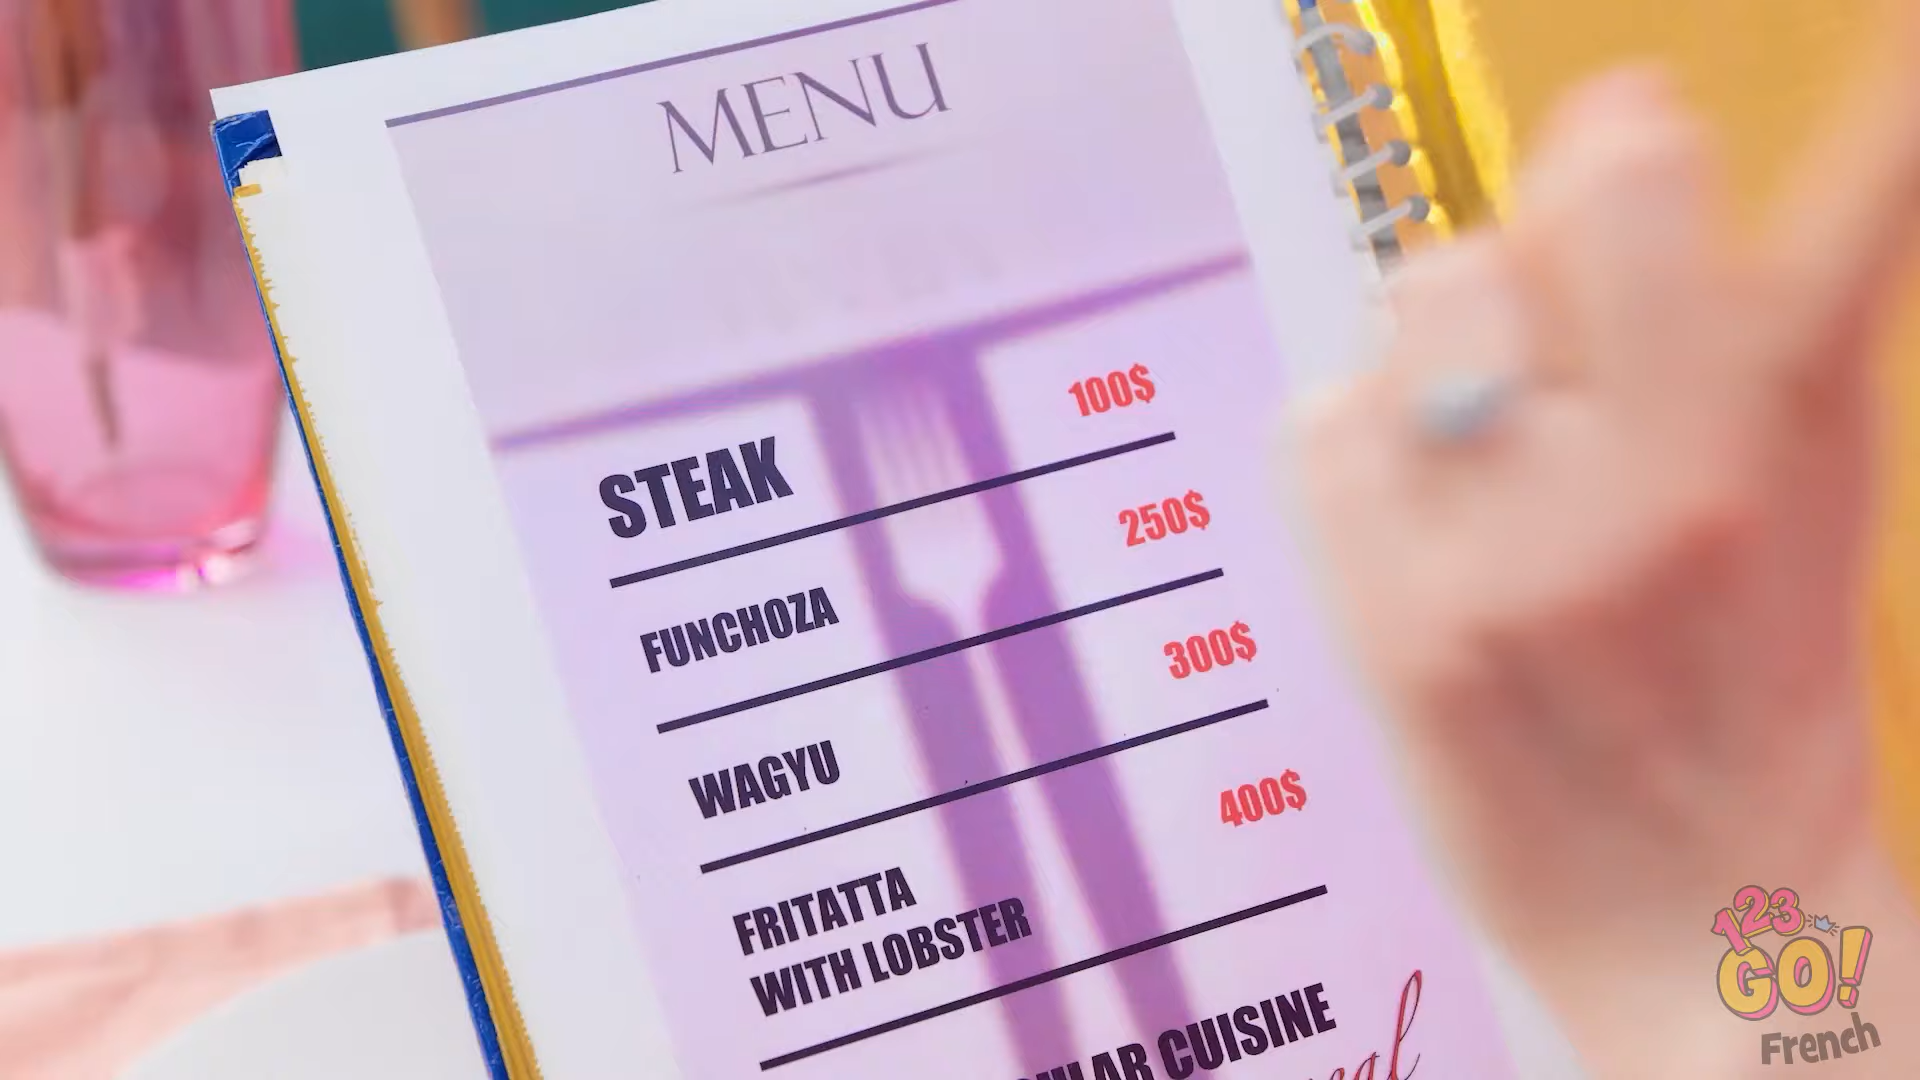 MENU
STEAK 100$
FUNCHOZA 250$
WAGYU 300$
FRITATTA 400$
WITH LOBSTER
CUISINE
123
GO!
French